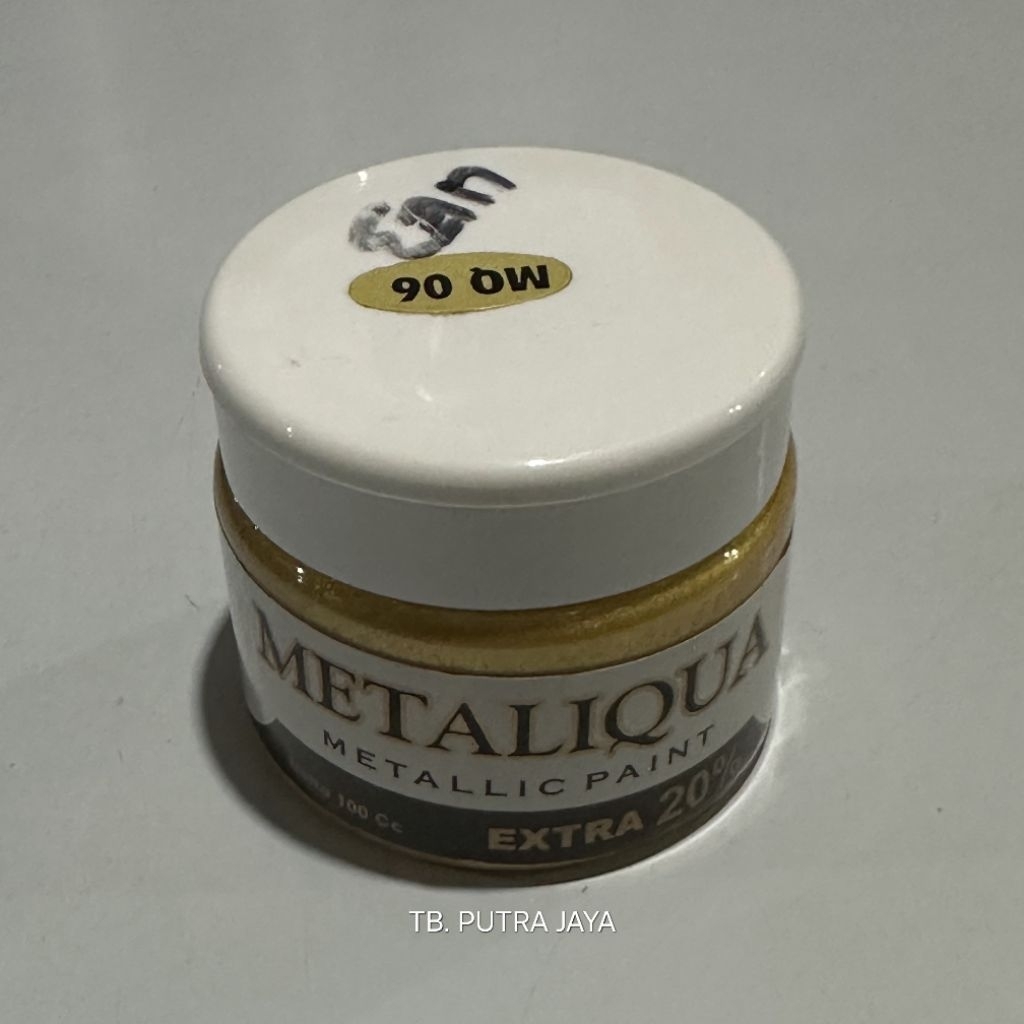 MQ 06
METALIQUA
METALLIC PAINT
100 Cc
EXTRA 20%
TB. PUTRA JAYA